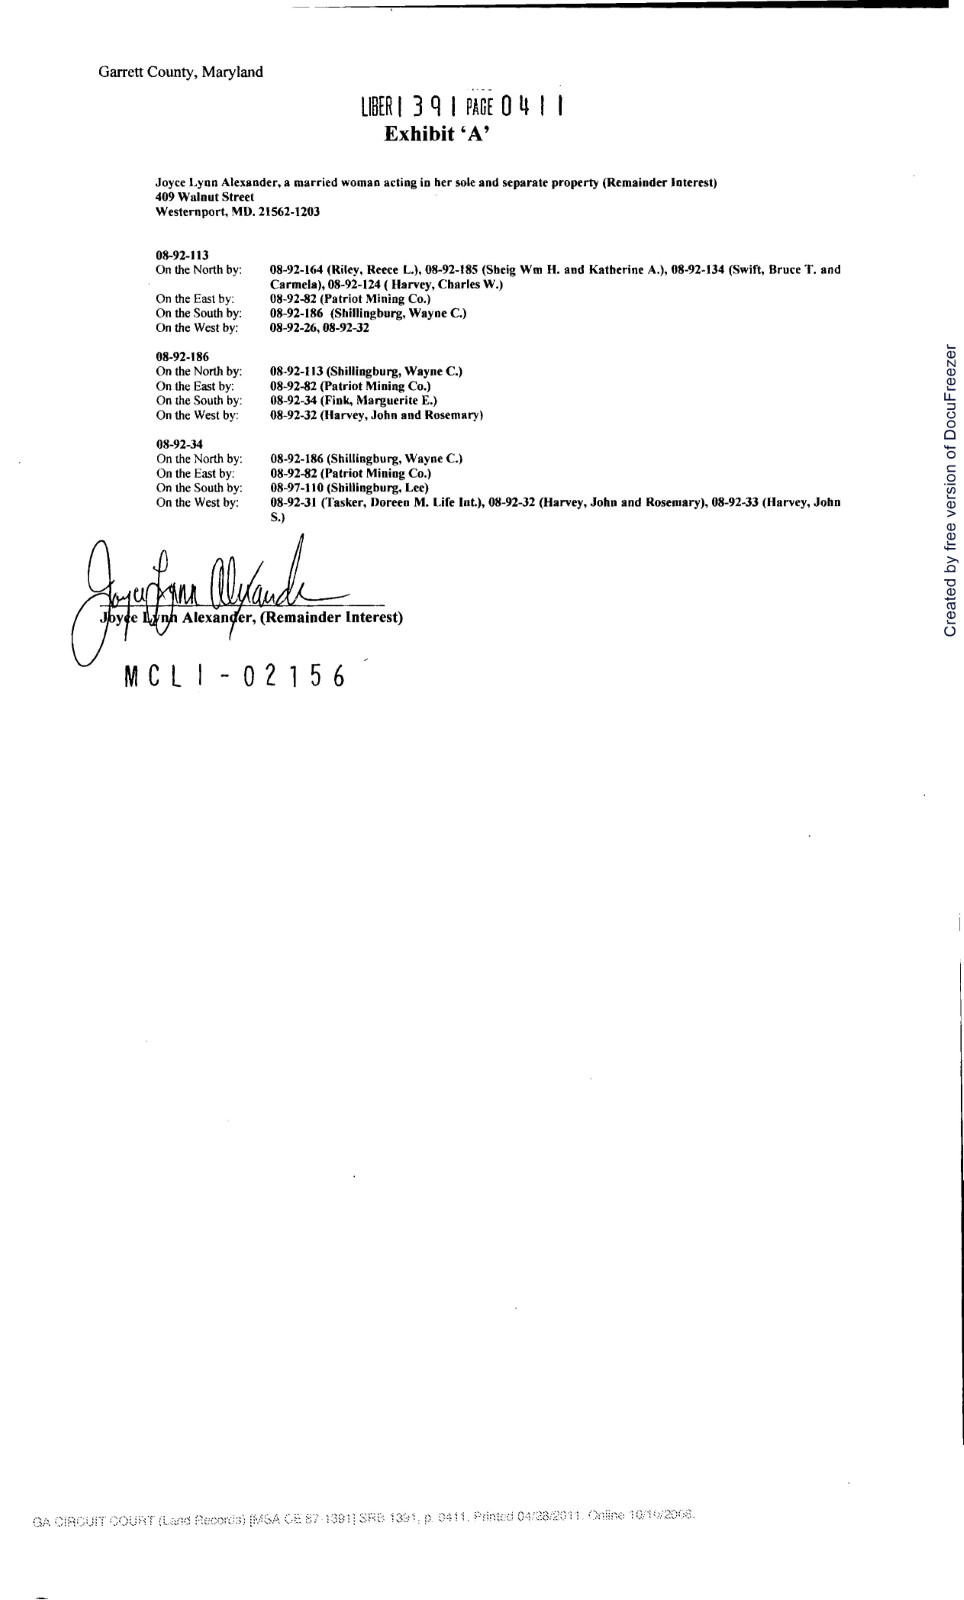 Garrett County, Maryland
LIBER 1391 PAGE 0411
Exhibit ‘A’
Joyce Lynn Alexander, a married woman acting in her sole and separate property (Remainder Interest)
409 Walnut Street
Westernport, MD. 21562-1203
08-92-113
On the North by: 08-92-164 (Riley, Reece L.), 08-92-185 (Sheig Wm H. and Katherine A.), 08-92-134 (Swift, Bruce T. and
Carmela), 08-92-124 ( Harvey, Charles W.)
On the East by: 08-92-82 (Patriot Mining Co.)
On the South by: 08-92-186 (Shillingburg, Wayne C.)
On the West by: 08-92-26, 08-92-32
08-92-186
On the North by: 08-92-113 (Shillingburg, Wayne C.)
On the East by: 08-92-82 (Patriot Mining Co.)
On the South by: 08-92-34 (Fink, Marguerite E.)
On the West by: 08-92-32 (Harvey, John and Rosemary)
08-92-34
On the North by: 08-92-186 (Shillingburg, Wayne C.)
On the East by: 08-92-82 (Patriot Mining Co.)
On the South by: 08-97-110 (Shillingburg, Lee)
On the West by: 08-92-31 (Tasker, Doreen M. Life Int.), 08-92-32 (Harvey, John and Rosemary), 08-92-33 (Harvey, John
S.)
Joyce Lynn Alexander
Joyce Lynn Alexander, (Remainder Interest)
MCLI-02156
GA CIRCUIT COURT (Land Records) [MSA CE 87-1391] SRB 1391, p. 0411. Printed 04/28/2011. Online 10/10/2006.
Created by free version of DocuFreezer